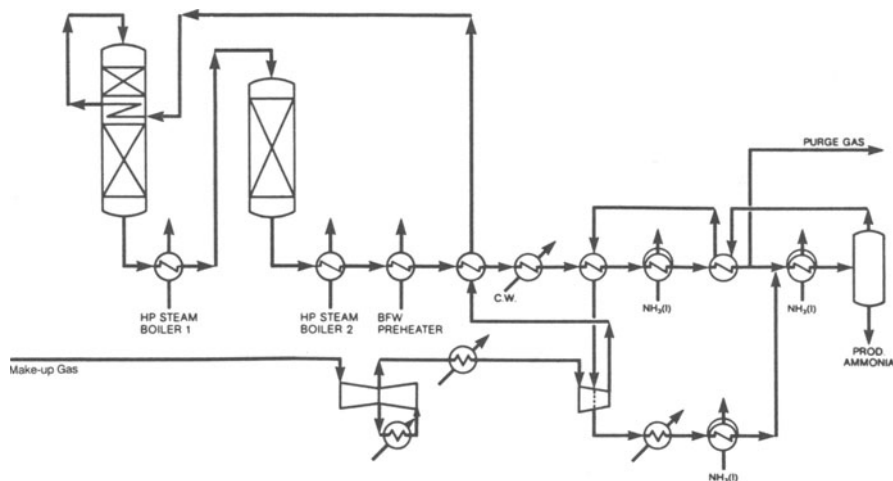 PURGE GAS
C.W.
NH₃(l)
NH₃(l)
HP STEAM
BOILER 1
HP STEAM
BOILER 2
BFW
PREHEATER
PROD.
AMMONIA
Make-up Gas
NH₃(l)